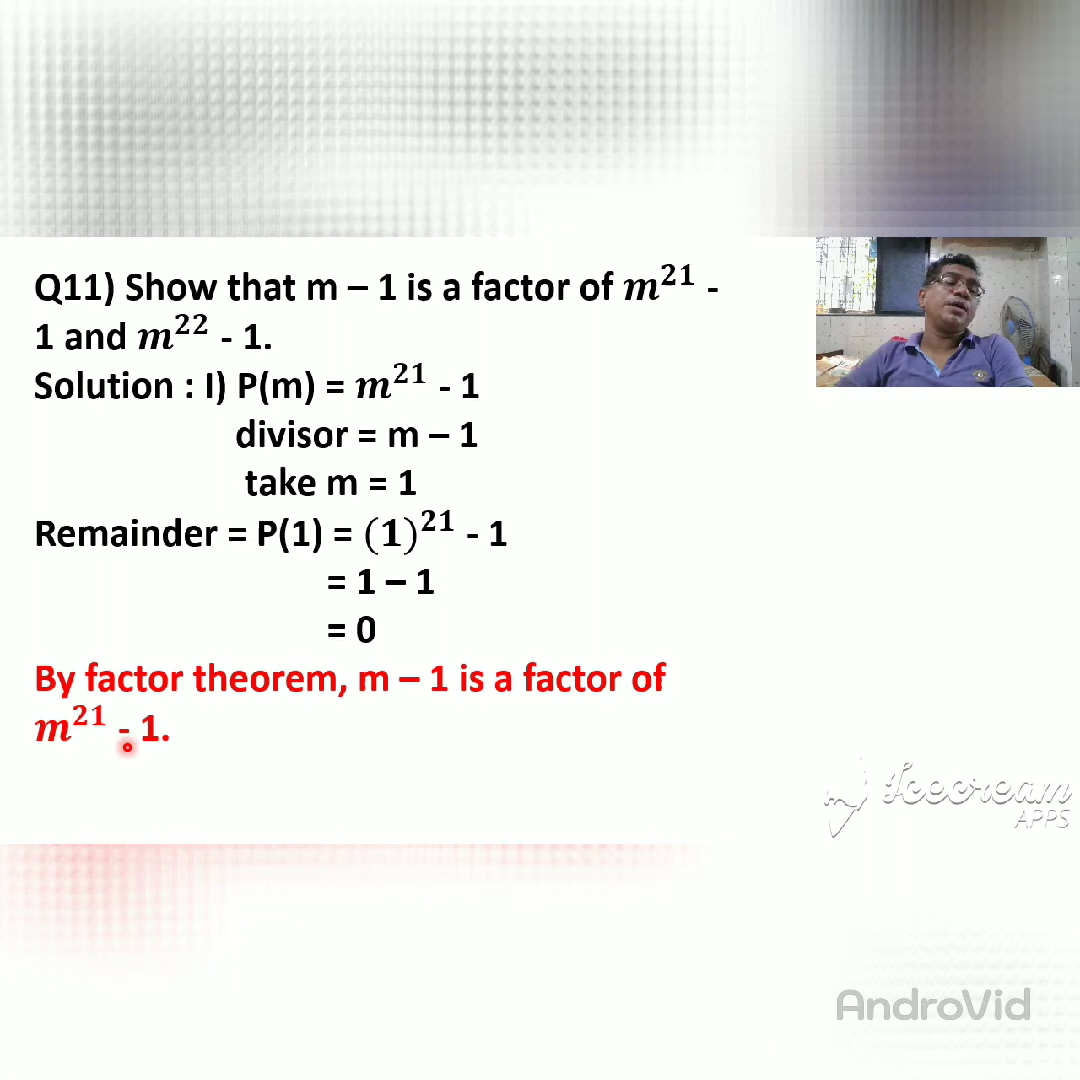 Q11) Show that m – 1 is a factor of m²¹ -
1 and m²² - 1.
Solution : I) P(m) = m²¹ - 1
divisor = m – 1
take m = 1
Remainder = P(1) = (1)²¹ - 1
= 1 – 1
= 0
By factor theorem, m – 1 is a factor of
m²¹ - 1.
Icecream
APPS
AndroVid